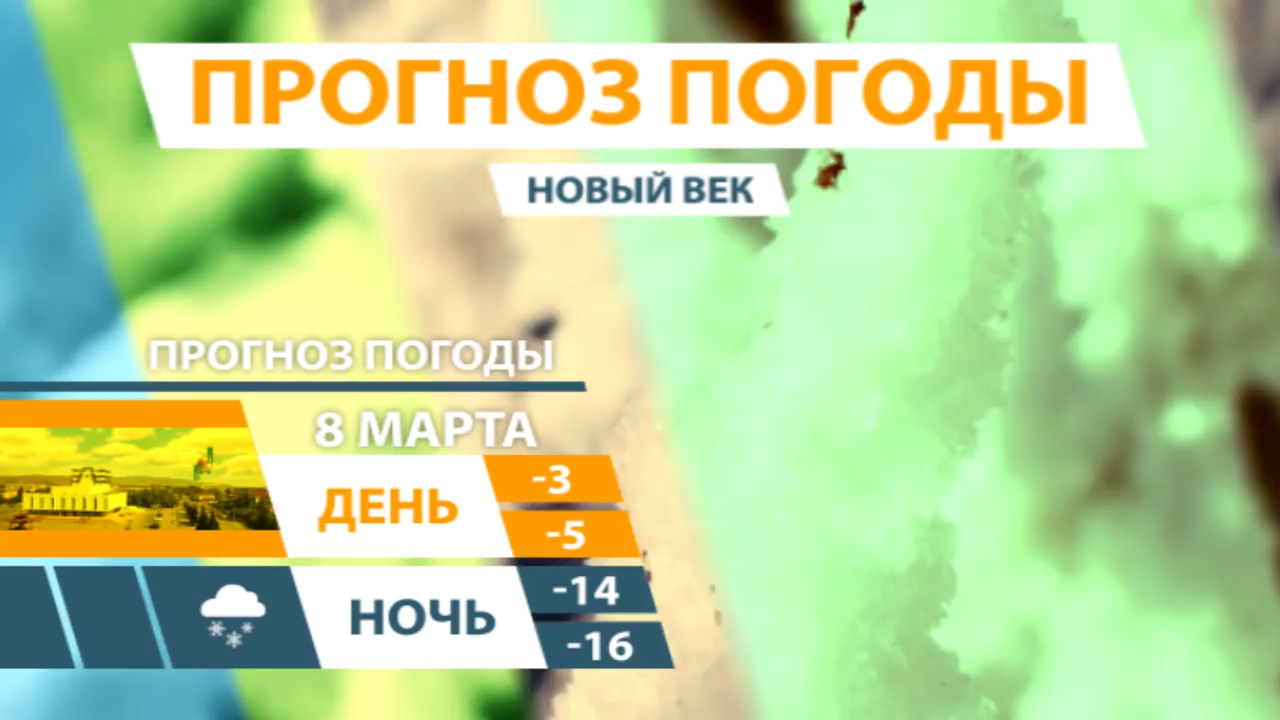 ПРОГНОЗ ПОГОДЫ
НОВЫЙ ВЕК
ПРОГНОЗ ПОГОДЫ
8 МАРТА
ДЕНЬ
-3
-5
НОЧЬ
-14
-16